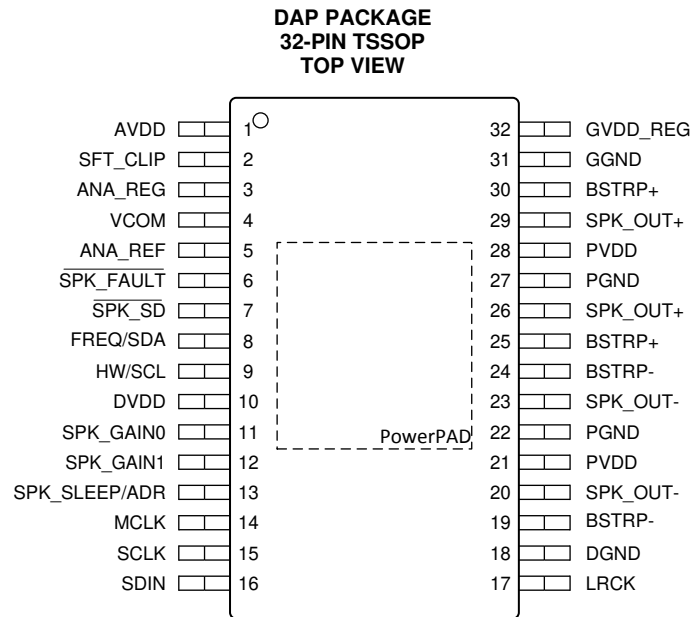 DAP PACKAGE
32-PIN TSSOP
TOP VIEW
AVDD 1 32 GVDD_REG
SFT_CLIP 2 31 GGND
ANA_REG 3 30 BSTRP+
VCOM 4 29 SPK_OUT+
ANA_REF 5 28 PVDD
SPK_FAULT 6 27 PGND
SPK_SD 7 26 SPK_OUT+
FREQ/SDA 8 25 BSTRP+
HW/SCL 9 24 BSTRP-
DVDD 10 23 SPK_OUT-
SPK_GAIN0 11 PowerPAD 22 PGND
SPK_GAIN1 12 21 PVDD
SPK_SLEEP/ADR 13 20 SPK_OUT-
MCLK 14 19 BSTRP-
SCLK 15 18 DGND
SDIN 16 17 LRCK